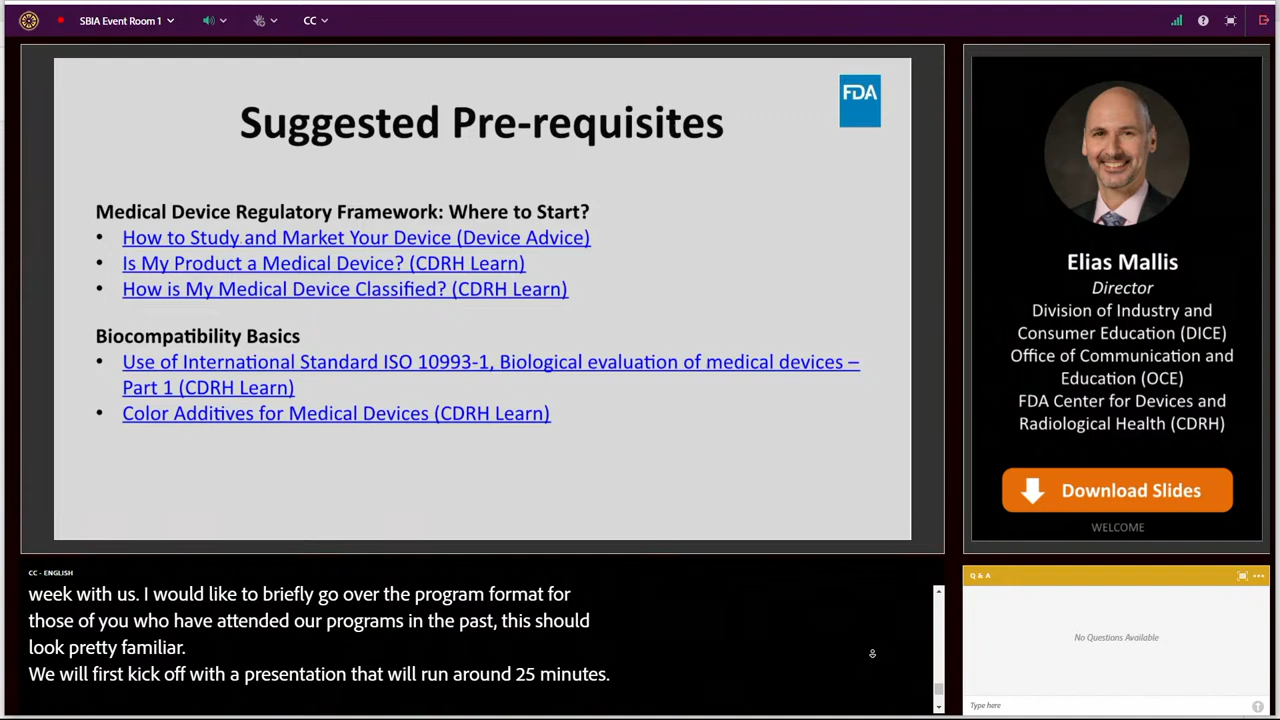 SBIA Event Room 1
CC
FDA
Suggested Pre-requisites
Medical Device Regulatory Framework: Where to Start?
• How to Study and Market Your Device (Device Advice)
• Is My Product a Medical Device? (CDRH Learn)
• How is My Medical Device Classified? (CDRH Learn)
Biocompatibility Basics
• Use of International Standard ISO 10993-1, Biological evaluation of medical devices –
Part 1 (CDRH Learn)
• Color Additives for Medical Devices (CDRH Learn)
Elias Mallis
Director
Division of Industry and
Consumer Education (DICE)
Office of Communication and
Education (OCE)
FDA Center for Devices and
Radiological Health (CDRH)
Download Slides
WELCOME
CC - ENGLISH
week with us. I would like to briefly go over the program format for
those of you who have attended our programs in the past, this should
look pretty familiar.
We will first kick off with a presentation that will run around 25 minutes.
Q & A
No Questions Available
Type here